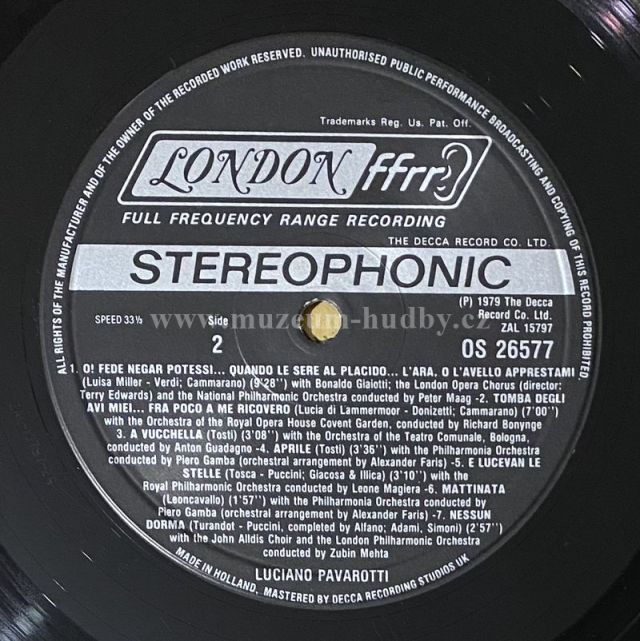 ALL RIGHTS OF THE MANUFACTURER AND OF THE OWNER OF THE RECORDED WORK RESERVED. UNAUTHORISED PUBLIC PERFORMANCE BROADCASTING AND COPYING OF THIS RECORD PROHIBITED.
Trademarks Reg. Us. Pat. Off.
LONDON ffrr
FULL FREQUENCY RANGE RECORDING
THE DECCA RECORD CO. LTD.
STEREOPHONIC
(P) 1979 The Decca
Record Co. Ltd.
ZAL 15797
SPEED 33⅓
Side
2
OS 26577
www.muzeum-hudby.cz
1. O! FEDE NEGAR POTESSI... QUANDO LE SERE AL PLACIDO... L'ARA, O L'AVELLO APPRESTAMI
(Luisa Miller - Verdi; Cammarano) (9'28'') with Bonaldo Giaiotti; the London Opera Chorus (director:
Terry Edwards) and the National Philharmonic Orchestra conducted by Peter Maag -2. TOMBA DEGLI
AVI MIEI... FRA POCO A ME RICOVERO (Lucia di Lammermoor - Donizetti; Cammarano) (7'00'')
with the Orchestra of the Royal Opera House Covent Garden, conducted by Richard Bonynge
3. A VUCCHELLA (Tosti) (3'08'') with the Orchestra of the Teatro Comunale, Bologna,
conducted by Anton Guadagno -4. APRILE (Tosti) (3'36'') with the Philharmonia Orchestra
conducted by Piero Gamba (orchestral arrangement by Alexander Faris) -5. E LUCEVAN LE
STELLE (Tosca - Puccini; Giacosa & Illica) (3'10'') with the
Royal Philharmonic Orchestra conducted by Leone Magiera -6. MATTINATA
(Leoncavallo) (1'57'') with the Philharmonia Orchestra conducted by
Piero Gamba (orchestral arrangement by Alexander Faris) -7. NESSUN
DORMA (Turandot - Puccini, completed by Alfano; Adami, Simoni) (2'57'')
with the John Alldis Choir and the London Philharmonic Orchestra
conducted by Zubin Mehta
LUCIANO PAVAROTTI
MADE IN HOLLAND. MASTERED BY DECCA RECORDING STUDIOS UK